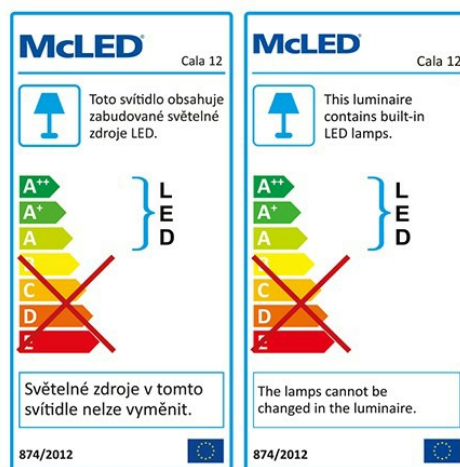 McLED®
Cala 12
Toto svítidlo obsahuje
zabudované světelné
zdroje LED.
A++
A+
A
B
C
D
E
L
E
D
Světelné zdroje v tomto
svítidle nelze vyměnit.
874/2012
McLED®
Cala 12
This luminaire
contains built-in
LED lamps.
A++
A+
A
B
C
D
E
L
E
D
The lamps cannot be
changed in the luminaire.
874/2012